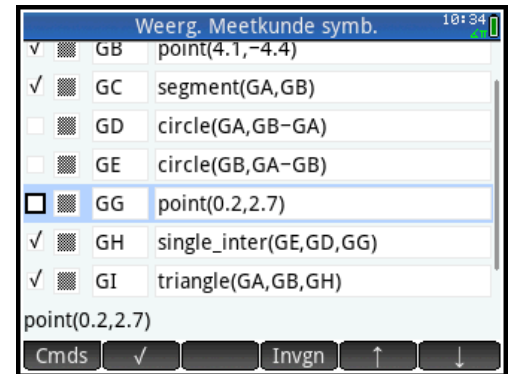 Weerg. Meetkunde symb. 10:34
∡π
√ GB point(4.1,−4.4)
√ GC segment(GA,GB)
GD circle(GA,GB−GA)
GE circle(GB,GA−GB)
GG point(0.2,2.7)
√ GH single_inter(GE,GD,GG)
√ GI triangle(GA,GB,GH)
point(0.2,2.7)
Cmds √ Invgn ↑ ↓